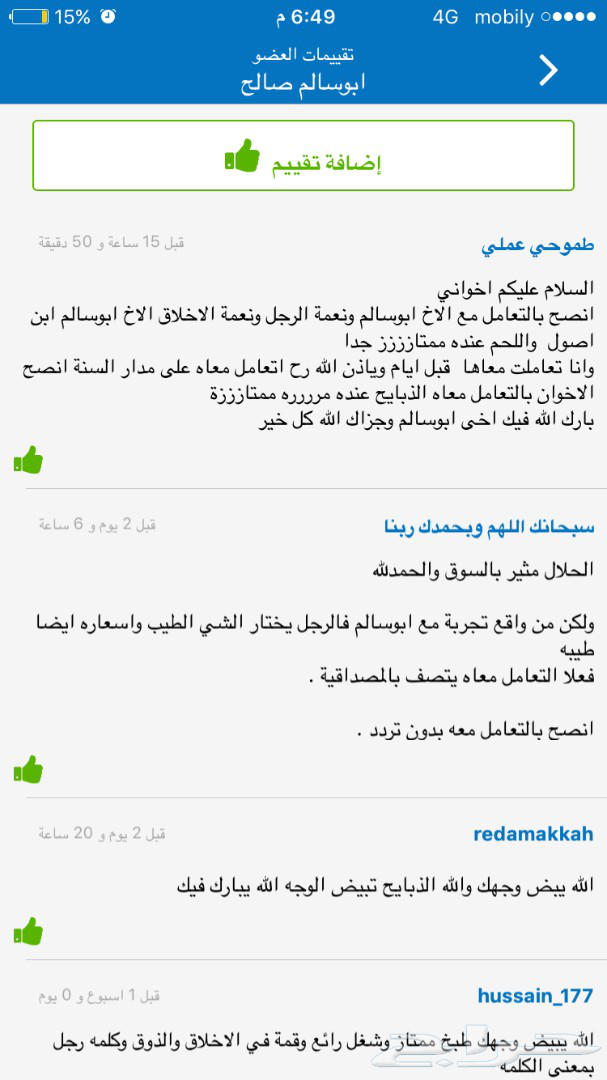 15% 6:49 م 4G mobily
تقييمات العضو
ابوسالم صالح
إضافة تقييم
طموحي عملي قبل 15 ساعة و 50 دقيقة
السلام عليكم اخواني
انصح بالتعامل مع الاخ ابوسالم ونعمة الرجل ونعمة الاخلاق الاخ ابوسالم ابن
اصول واللحم عنده ممتازززز جدا
وانا تعاملت معاها قبل ايام وياذن الله رح اتعامل معاه على مدار السنة انصح
الاخوان بالتعامل معاه الذبايح عنده مررررره ممتازززة
بارك الله فيك اخى ابوسالم وجزاك الله كل خير
سبحانك اللهم وبحمدك ربنا قبل 2 يوم و 6 ساعة
الحلال مثير بالسوق والحمدلله
ولكن من واقع تجربة مع ابوسالم فالرجل يختار الشي الطيب واسعاره ايضا
طيبه
فعلا التعامل معاه يتصف بالمصداقية .
انصح بالتعامل معه بدون تردد .
redamakkah قبل 2 يوم و 20 ساعة
الله يبض وجهك والله الذبايح تبيض الوجه الله يبارك فيك
hussain_177 قبل 1 اسبوع و 0 يوم
الله يبيض وجهك طبخ ممتاز وشغل رائع وقمة في الاخلاق والذوق وكلمه رجل
بمعنى الكلمه